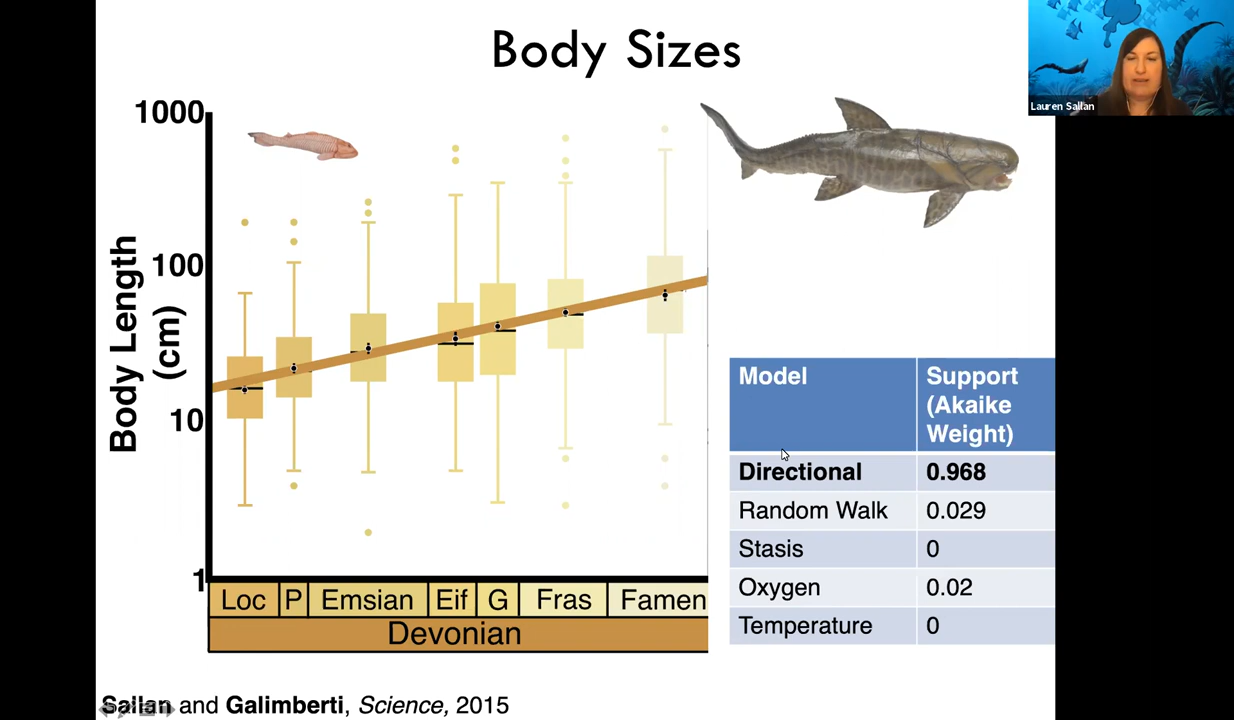 Body Sizes
Lauren Sallan
1000
100
10
1
Body Length
(cm)
Loc P Emsian Eif G Fras Famen
Devonian
Model Support (Akaike Weight)
Directional 0.968
Random Walk 0.029
Stasis 0
Oxygen 0.02
Temperature 0
Sallan and Galimberti, Science, 2015